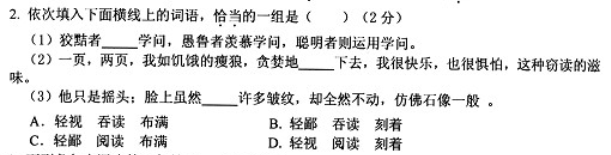 2. 依次填入下面横线上的词语，恰当的一组是（　　）（2 分）
（1）狡黠者_____学问，愚鲁者羡慕学问，聪明者则运用学问。
（2）一页，两页，我如饥饿的瘦狼，贪婪地_____下去，我很快乐，也很惧怕，这种窃读的滋
味。
（3）他只是摇头；脸上虽然_____许多皱纹，却全然不动，仿佛石像一般 。
A．轻视　吞读　布满　　B．轻鄙　吞读　刻着
C．轻鄙　阅读　布满　　D．轻视　阅读　刻着